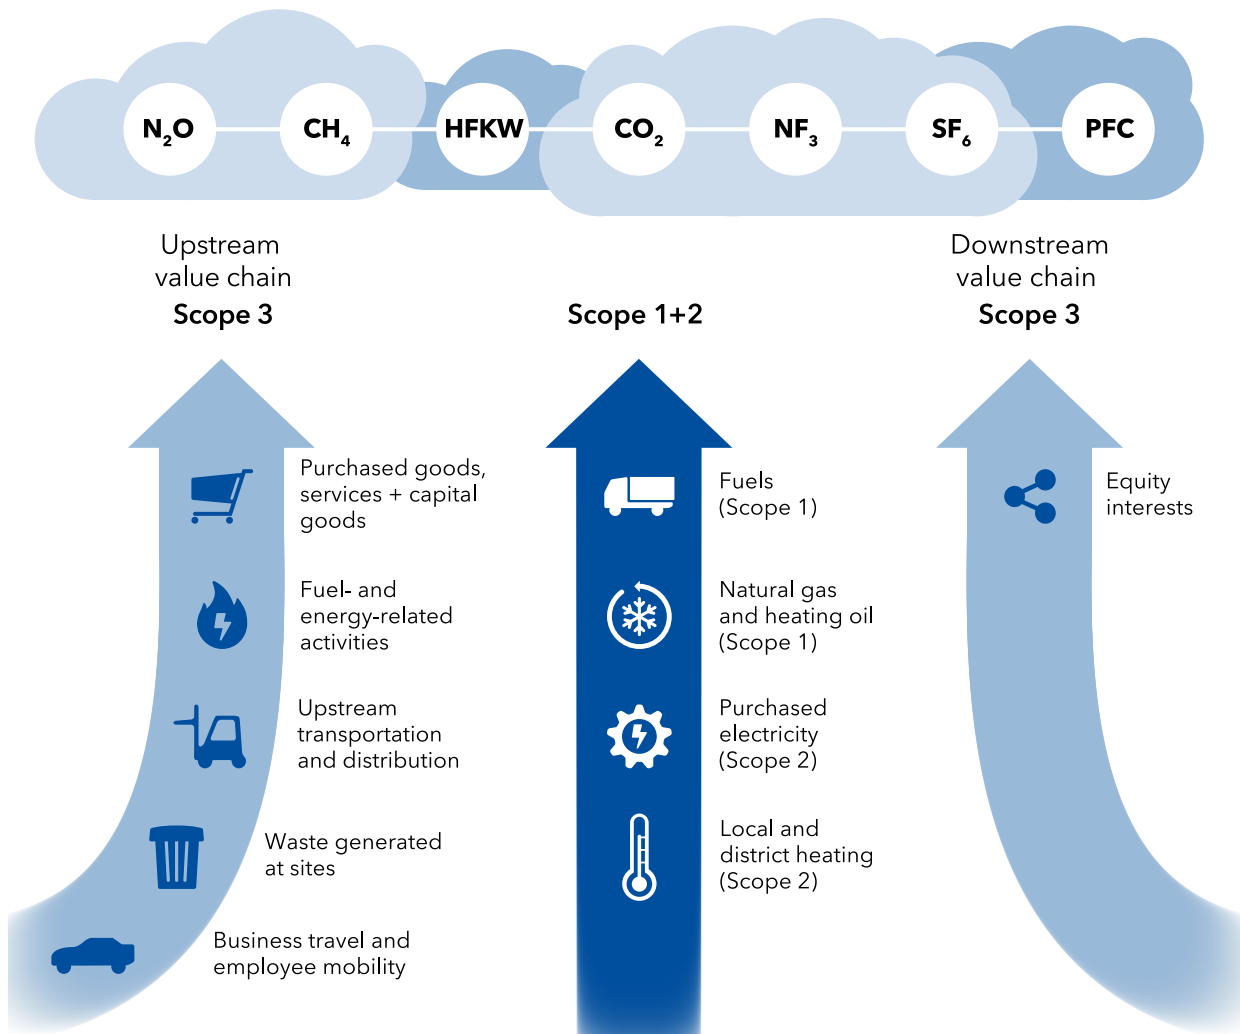 N₂O
CH₄
HFKW
CO₂
NF₃
SF₆
PFC
Upstream
value chain
Scope 3
Scope 1+2
Downstream
value chain
Scope 3
Purchased goods,
services + capital
goods
Fuel- and
energy-related
activities
Upstream
transportation
and distribution
Waste generated
at sites
Business travel and
employee mobility
Fuels
(Scope 1)
Natural gas
and heating oil
(Scope 1)
Purchased
electricity
(Scope 2)
Local and
district heating
(Scope 2)
Equity
interests